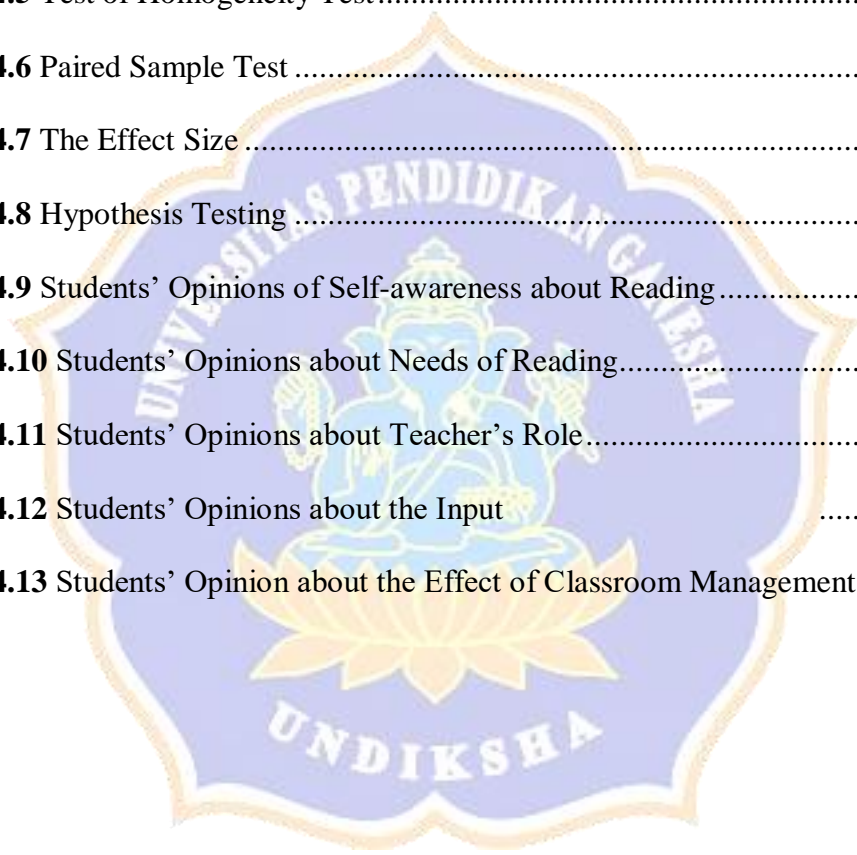 4.5 Test of Homogeneity Test........................................................
4.6 Paired Sample Test ....................................................................
4.7 The Effect Size ..........................................................................
4.8 Hypothesis Testing ....................................................................
4.9 Students’ Opinions of Self-awareness about Reading .................
4.10 Students’ Opinions about Needs of Reading.............................
4.11 Students’ Opinions about Teacher’s Role..................................
4.12 Students’ Opinions about the Input .....
4.13 Students’ Opinion about the Effect of Classroom Management
UNIVERSITAS PENDIDIKAN GANESHA
UNDIKSHA